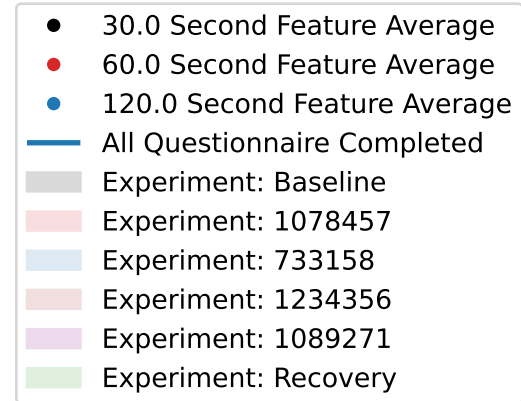 30.0 Second Feature Average
60.0 Second Feature Average
120.0 Second Feature Average
All Questionnaire Completed
Experiment: Baseline
Experiment: 1078457
Experiment: 733158
Experiment: 1234356
Experiment: 1089271
Experiment: Recovery